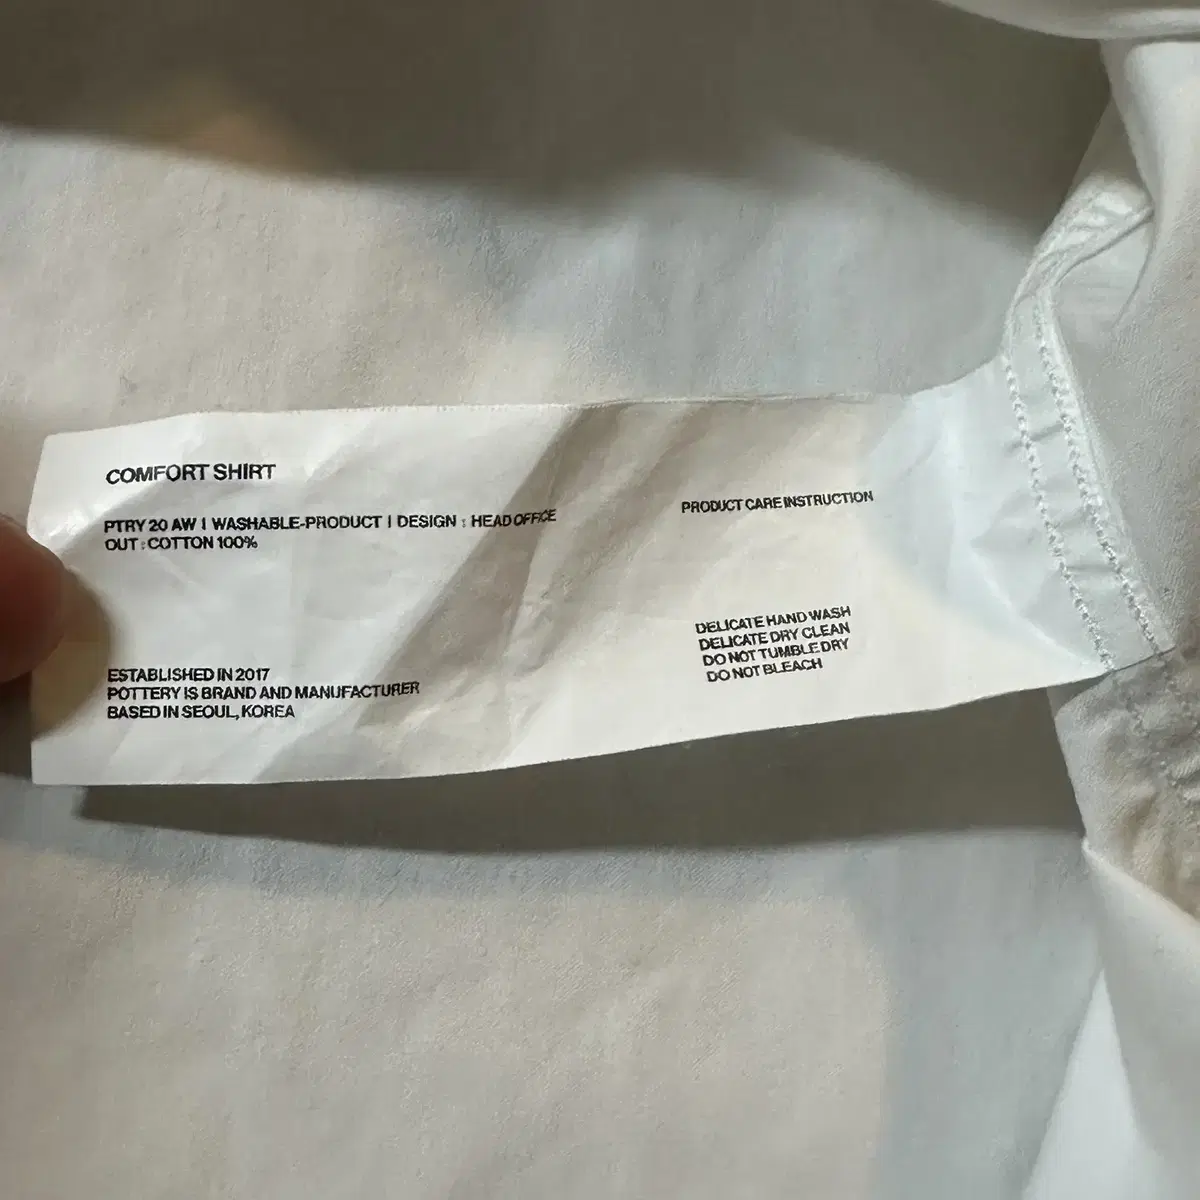 COMFORT SHIRT
PTRY 20 AW | WASHABLE-PRODUCT | DESIGN : HEAD OFFICE
OUT : COTTON 100%
ESTABLISHED IN 2017
POTTERY IS BRAND AND MANUFACTURER
BASED IN SEOUL, KOREA
PRODUCT CARE INSTRUCTION
DELICATE HAND WASH
DELICATE DRY CLEAN
DO NOT TUMBLE DRY
DO NOT BLEACH